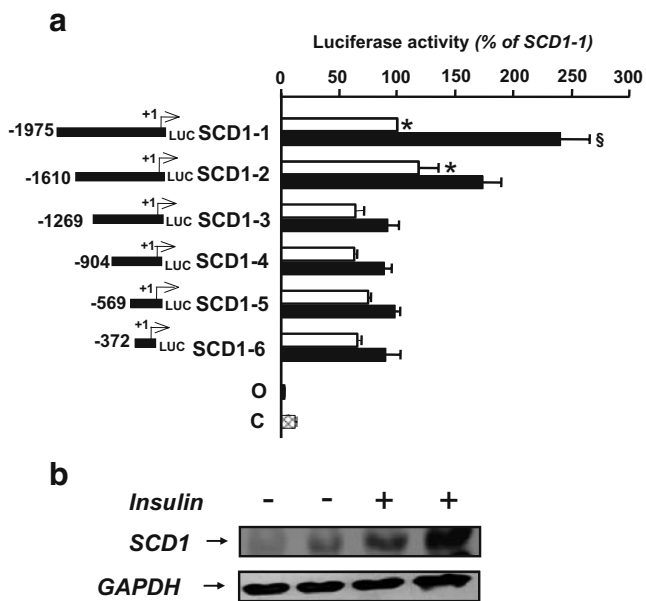 a
Luciferase activity (% of SCD1-1)
0 50 100 150 200 250 300
+1
-1975 LUC SCD1-1 * §
+1
-1610 LUC SCD1-2 *
+1
-1269 LUC SCD1-3
+1
-904 LUC SCD1-4
+1
-569 LUC SCD1-5
+1
-372 LUC SCD1-6
O
C
b
Insulin - - + +
SCD1
GAPDH